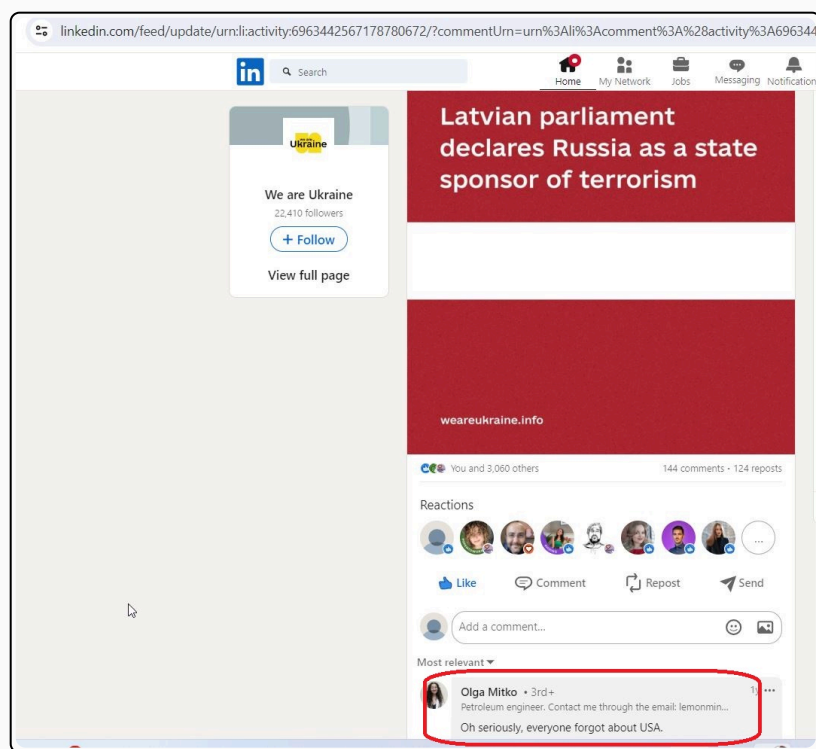 linkedin.com/feed/update/urn:li:activity:6963442567178780672/?commentUrn=urn%3Ali%3Acomment%3A%28activity%3A696344
in
Search
Home
My Network
Jobs
Messaging
Notification
Ukraine
We are Ukraine
22,410 followers
+ Follow
View full page
Latvian parliament
declares Russia as a state
sponsor of terrorism
weareukraine.info
You and 3,060 others
144 comments • 124 reposts
Reactions
...
Like
Comment
Repost
Send
Add a comment...
Most relevant
Olga Mitko • 3rd+
Petroleum engineer. Contact me through the email: lemonmin...
Oh seriously, everyone forgot about USA.